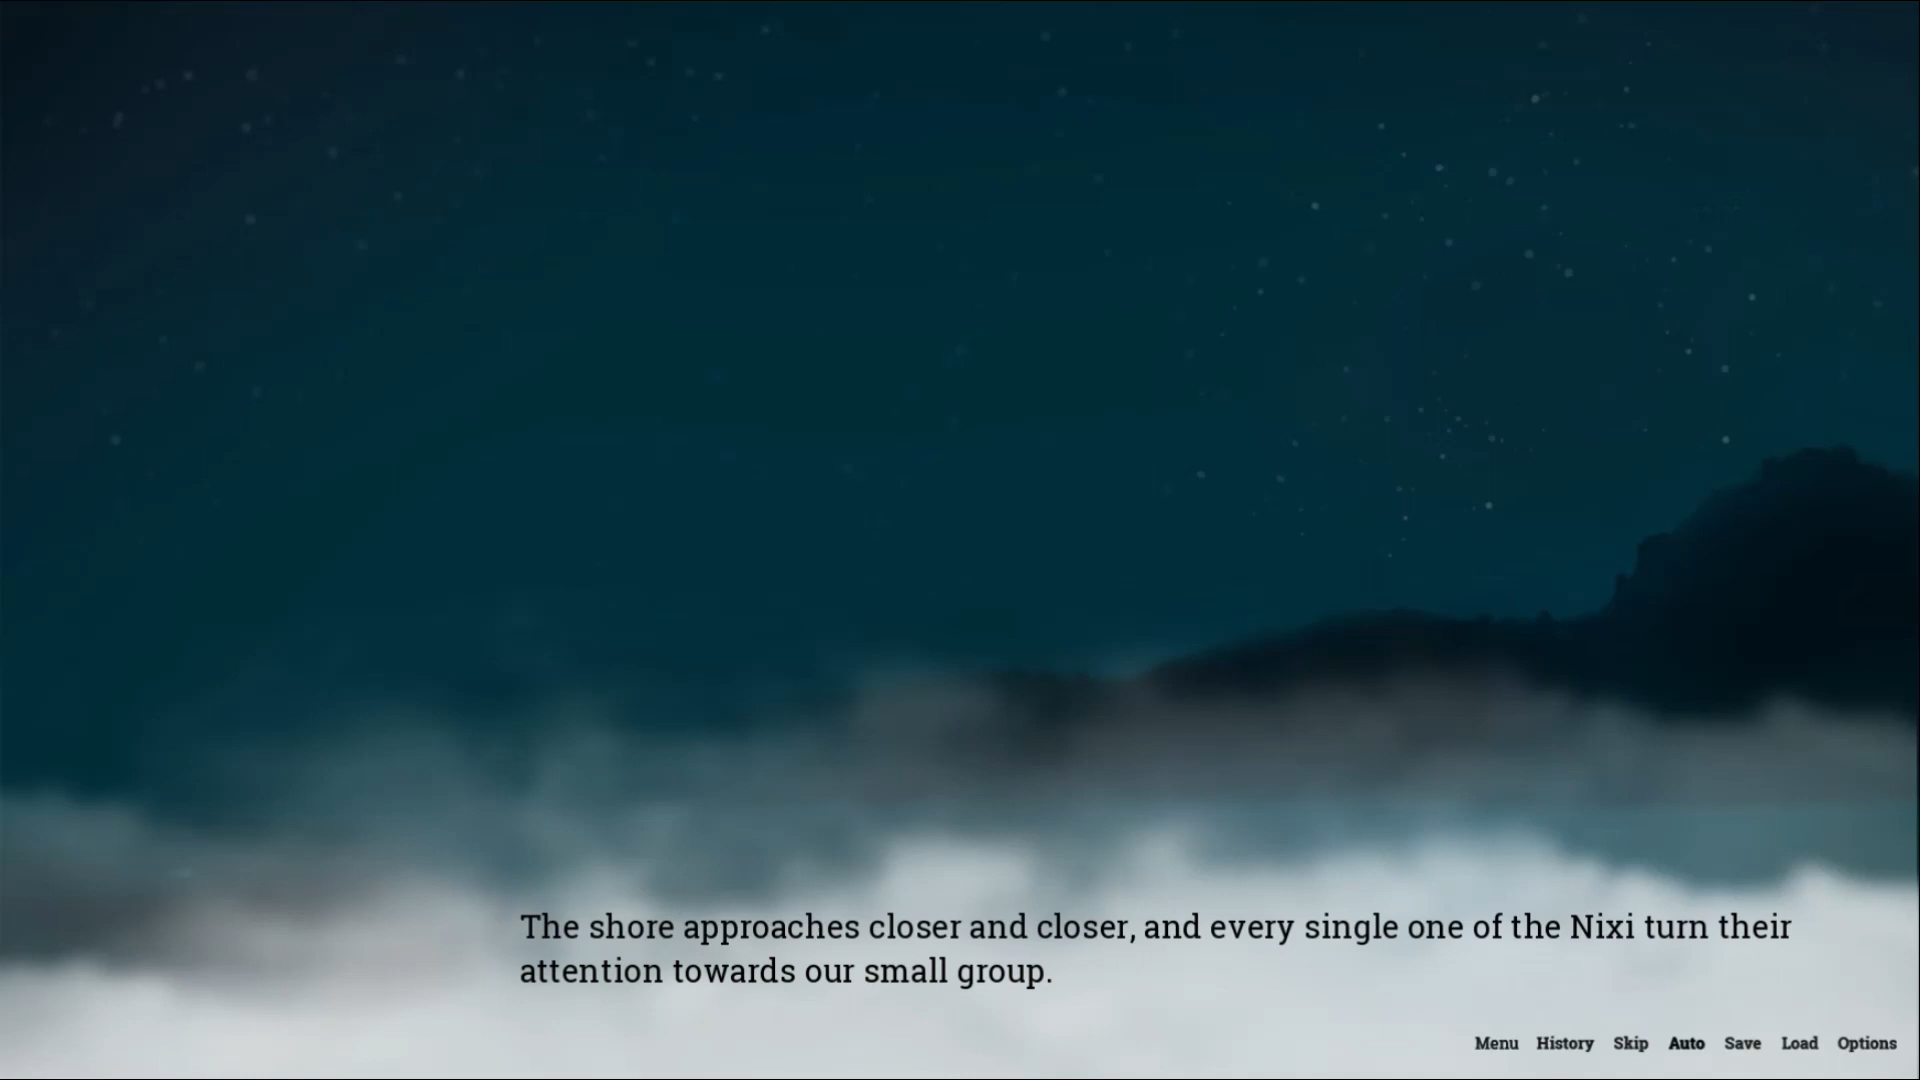 The shore approaches closer and closer, and every single one of the Nixi turn their
attention towards our small group.
Menu History Skip Auto Save Load Options